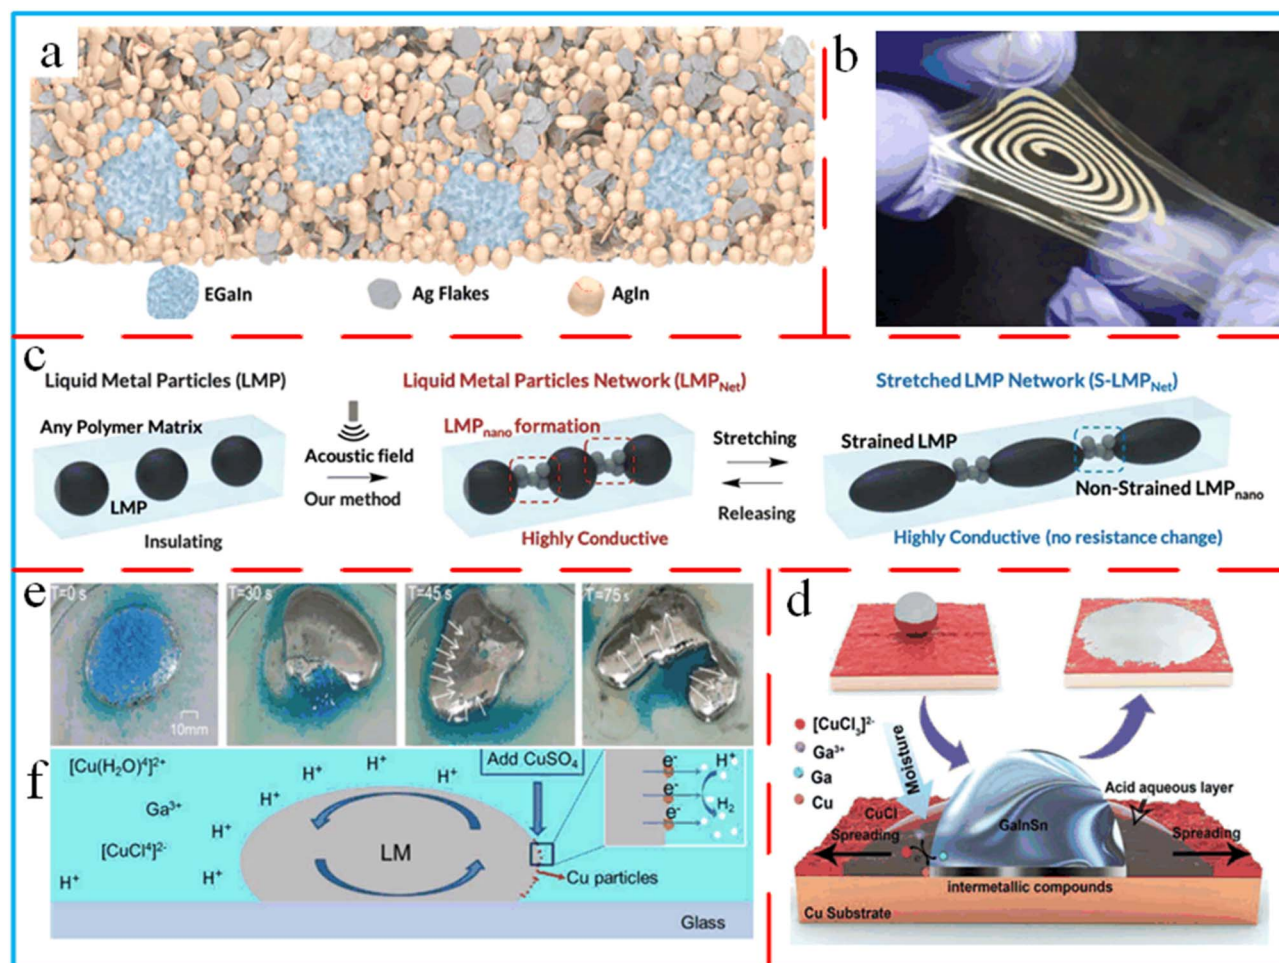 a
EGaIn
Ag Flakes
AgIn
b
c
Liquid Metal Particles (LMP)
Any Polymer Matrix
LMP
Insulating
Acoustic field
Our method
Liquid Metal Particles Network (LMPNet)
LMPnano formation
Highly Conductive
Stretching
Releasing
Stretched LMP Network (S-LMPNet)
Strained LMP
Non-Strained LMPnano
Highly Conductive (no resistance change)
e
T=0 s
10mm
T=30 s
T=45 s
T=75 s
f
[Cu(H₂O)⁴]²⁺
Ga³⁺
[CuCl⁴]²⁻
H⁺
H⁺
H⁺
H⁺
H⁺
H⁺
H⁺
LM
Add CuSO₄
e⁻
e⁻
e⁻
H⁺
H₂
Cu particles
Glass
d
[CuCl₃]²⁻
Ga³⁺
Ga
Cu
Moisture
CuCl
Spreading
e⁻
GaInSn
Acid aqueous layer
Spreading
intermetallic compounds
Cu Substrate